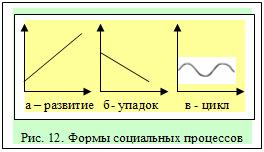 а – развитие б- упадок в - цикл
Рис. 12. Формы социальных процессов